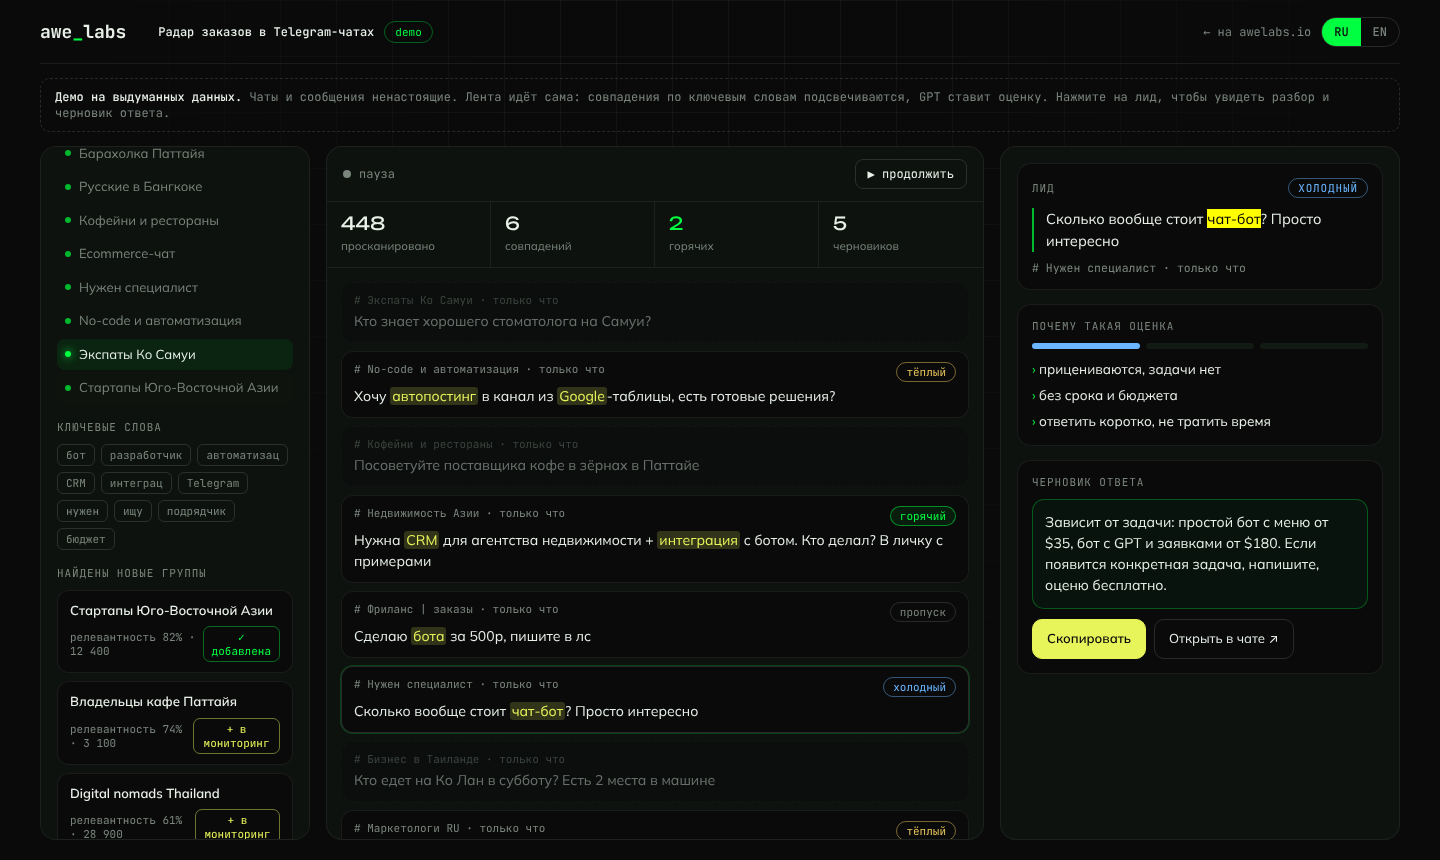 awe_labs
Радар заказов в Telegram-чатах
demo
← на awelabs.io
RU
EN
Демо на выдуманных данных. Чаты и сообщения ненастоящие. Лента идёт сама: совпадения по ключевым словам подсвечиваются, GPT ставит оценку. Нажмите на лид, чтобы увидеть разбор и
черновик ответа.
Барахолка Паттайя
Русские в Бангкоке
Кофейни и рестораны
Ecommerce-чат
Нужен специалист
No-code и автоматизация
Экспаты Ко Самуи
Стартапы Юго-Восточной Азии
КЛЮЧЕВЫЕ СЛОВА
бот
разработчик
автоматизац
CRM
интеграц
Telegram
нужен
ищу
подрядчик
бюджет
НАЙДЕНЫ НОВЫЕ ГРУППЫ
Стартапы Юго-Восточной Азии
релевантность 82% ·
12 400
✓
добавлена
Владельцы кафе Паттайя
релевантность 74%
· 3 100
+ в
мониторинг
Digital nomads Thailand
релевантность 61%
· 28 900
+ в
мониторинг
пауза
▶ продолжить
448
просканировано
6
совпадений
2
горячих
5
черновиков
# Экспаты Ко Самуи · только что
Кто знает хорошего стоматолога на Самуи?
# No-code и автоматизация · только что
тёплый
Хочу автопостинг в канал из Google-таблицы, есть готовые решения?
# Кофейни и рестораны · только что
Посоветуйте поставщика кофе в зёрнах в Паттайе
# Недвижимость Азии · только что
горячий
Нужна CRM для агентства недвижимости + интеграция с ботом. Кто делал? В личку с
примерами
# Фриланс | заказы · только что
пропуск
Сделаю бота за 500р, пишите в лс
# Нужен специалист · только что
холодный
Сколько вообще стоит чат-бот? Просто интересно
# Бизнес в Таиланде · только что
Кто едет на Ко Лан в субботу? Есть 2 места в машине
# Маркетологи RU · только что
тёплый
ЛИД
ХОЛОДНЫЙ
Сколько вообще стоит чат-бот? Просто
интересно
# Нужен специалист · только что
ПОЧЕМУ ТАКАЯ ОЦЕНКА
› прицениваются, задачи нет
› без срока и бюджета
› ответить коротко, не тратить время
ЧЕРНОВИК ОТВЕТА
Зависит от задачи: простой бот с меню от
$35, бот с GPT и заявками от $180. Если
появится конкретная задача, напишите,
оценю бесплатно.
Скопировать
Открыть в чате ↗